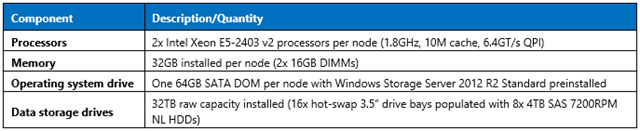 Component Description/Quantity
Processors 2x Intel Xeon E5-2403 v2 processors per node (1.8GHz, 10M cache, 6.4GT/s QPI)
Memory 32GB installed per node (2x 16GB DIMMs)
Operating system drive One 64GB SATA DOM per node with Windows Storage Server 2012 R2 Standard preinstalled
Data storage drives 32TB raw capacity installed (16x hot-swap 3.5" drive bays populated with 8x 4TB SAS 7200RPM
NL HDDs)